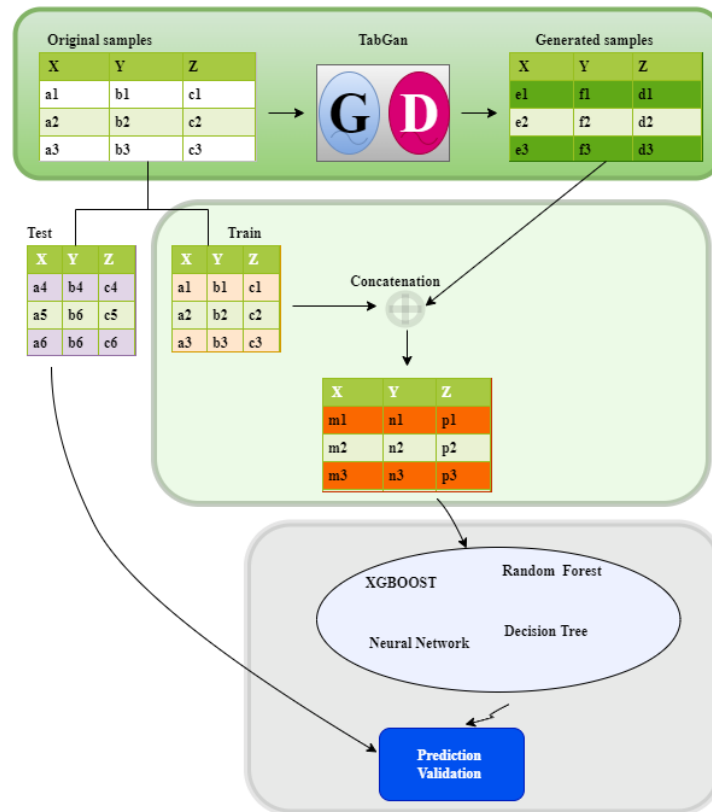 Original samples
TabGan
Generated samples
X Y Z
a1 b1 c1
a2 b2 c2
a3 b3 c3
G D
X Y Z
e1 f1 d1
e2 f2 d2
e3 f3 d3
Test
X Y Z
a4 b4 c4
a5 b6 c5
a6 b6 c6
Train
X Y Z
a1 b1 c1
a2 b2 c2
a3 b3 c3
Concatenation
X Y Z
m1 n1 p1
m2 n2 p2
m3 n3 p3
XGBOOST
Random Forest
Neural Network
Decision Tree
Prediction
Validation